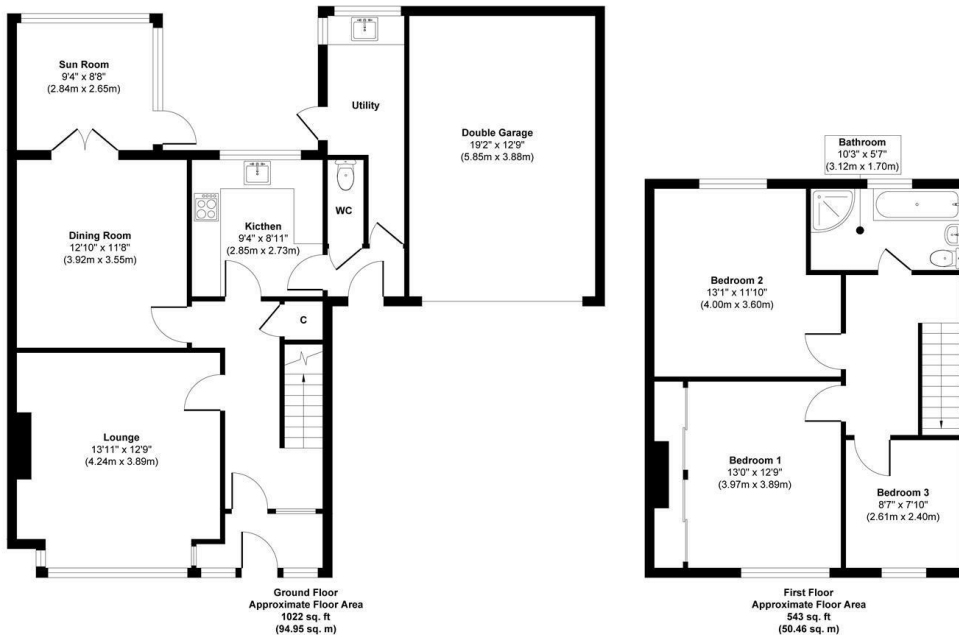 Sun Room
9'4" x 8'8"
(2.84m x 2.65m)
Utility
Double Garage
19'2" x 12'9"
(5.85m x 3.88m)
WC
Kicthen
9'4" x 8'11"
(2.85m x 2.73m)
Dining Room
12'10" x 11'8"
(3.92m x 3.55m)
C
Lounge
13'11" x 12'9"
(4.24m x 3.89m)
Ground Floor
Approximate Floor Area
1022 sq. ft
(94.95 sq. m)
Bathroom
10'3" x 5'7"
(3.12m x 1.70m)
Bedroom 2
13'1" x 11'10"
(4.00m x 3.60m)
Bedroom 1
13'0" x 12'9"
(3.97m x 3.89m)
Bedroom 3
8'7" x 7'10"
(2.61m x 2.40m)
First Floor
Approximate Floor Area
543 sq. ft
(50.46 sq. m)